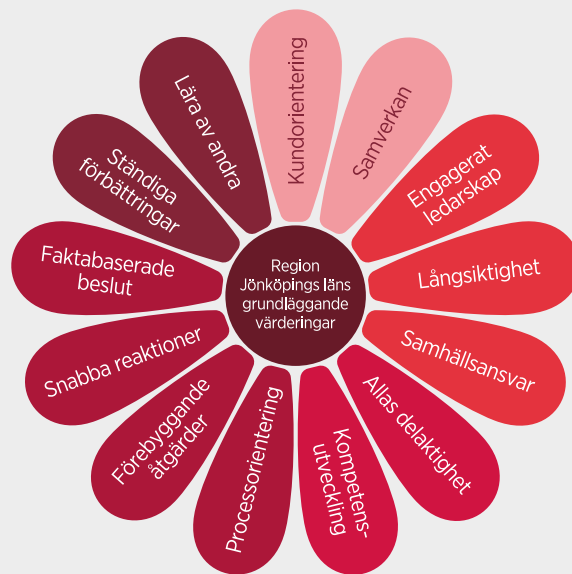 Region
Jönköpings läns
grundläggande
värderingar
Kundorientering
Samverkan
Engagerat
ledarskap
Långsiktighet
Samhällsansvar
Allas delaktighet
Kompetens-
utveckling
Processorientering
Förebyggande
åtgärder
Snabba reaktioner
Faktabaserade
beslut
Ständiga
förbättringar
Lära av andra